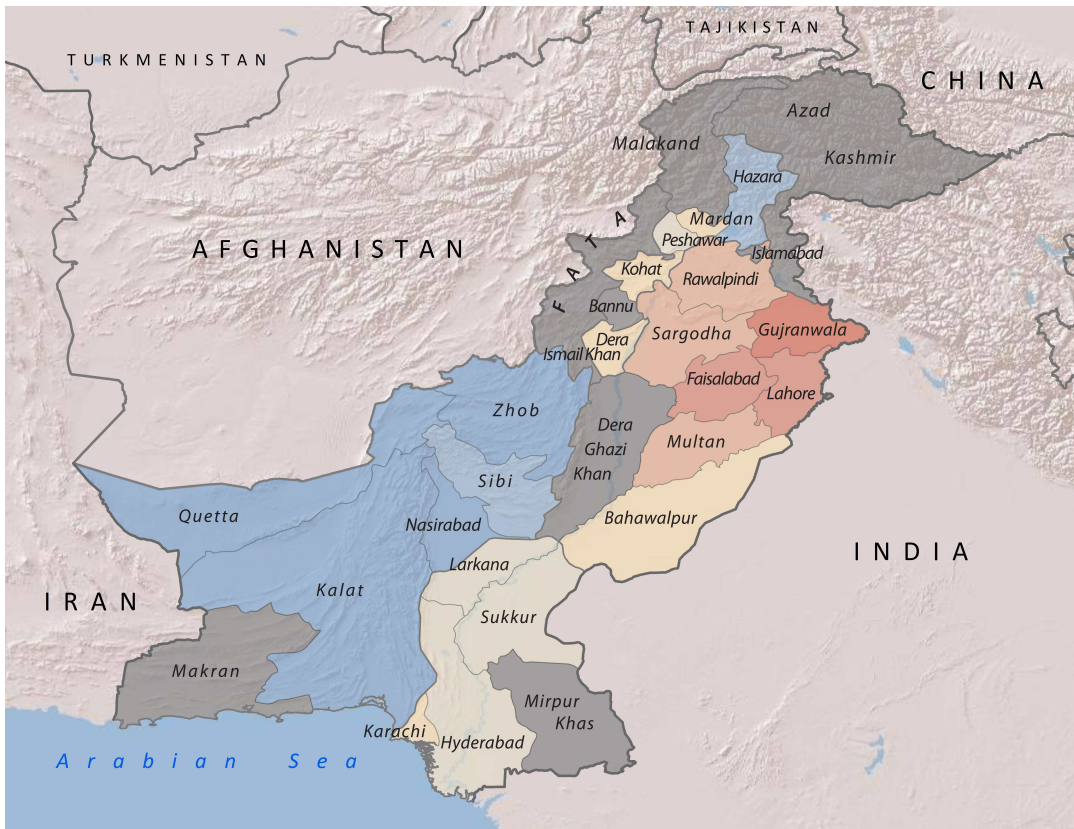 TAJIKISTAN
TURKMENISTAN
CHINA
Azad
Malakand
Kashmir
Hazara
Mardan
FATA
Peshawar
AFGHANISTAN
Islamabad
Kohat
Rawalpindi
Bannu
Sargodha
Gujranwala
Dera
Ismail Khan
Faisalabad
Lahore
Zhob
Dera
Ghazi
Khan
Multan
Sibi
Quetta
Nasirabad
Bahawalpur
INDIA
Larkana
Kalat
IRAN
Sukkur
Makran
Mirpur
Khas
Karachi
Hyderabad
Arabian Sea